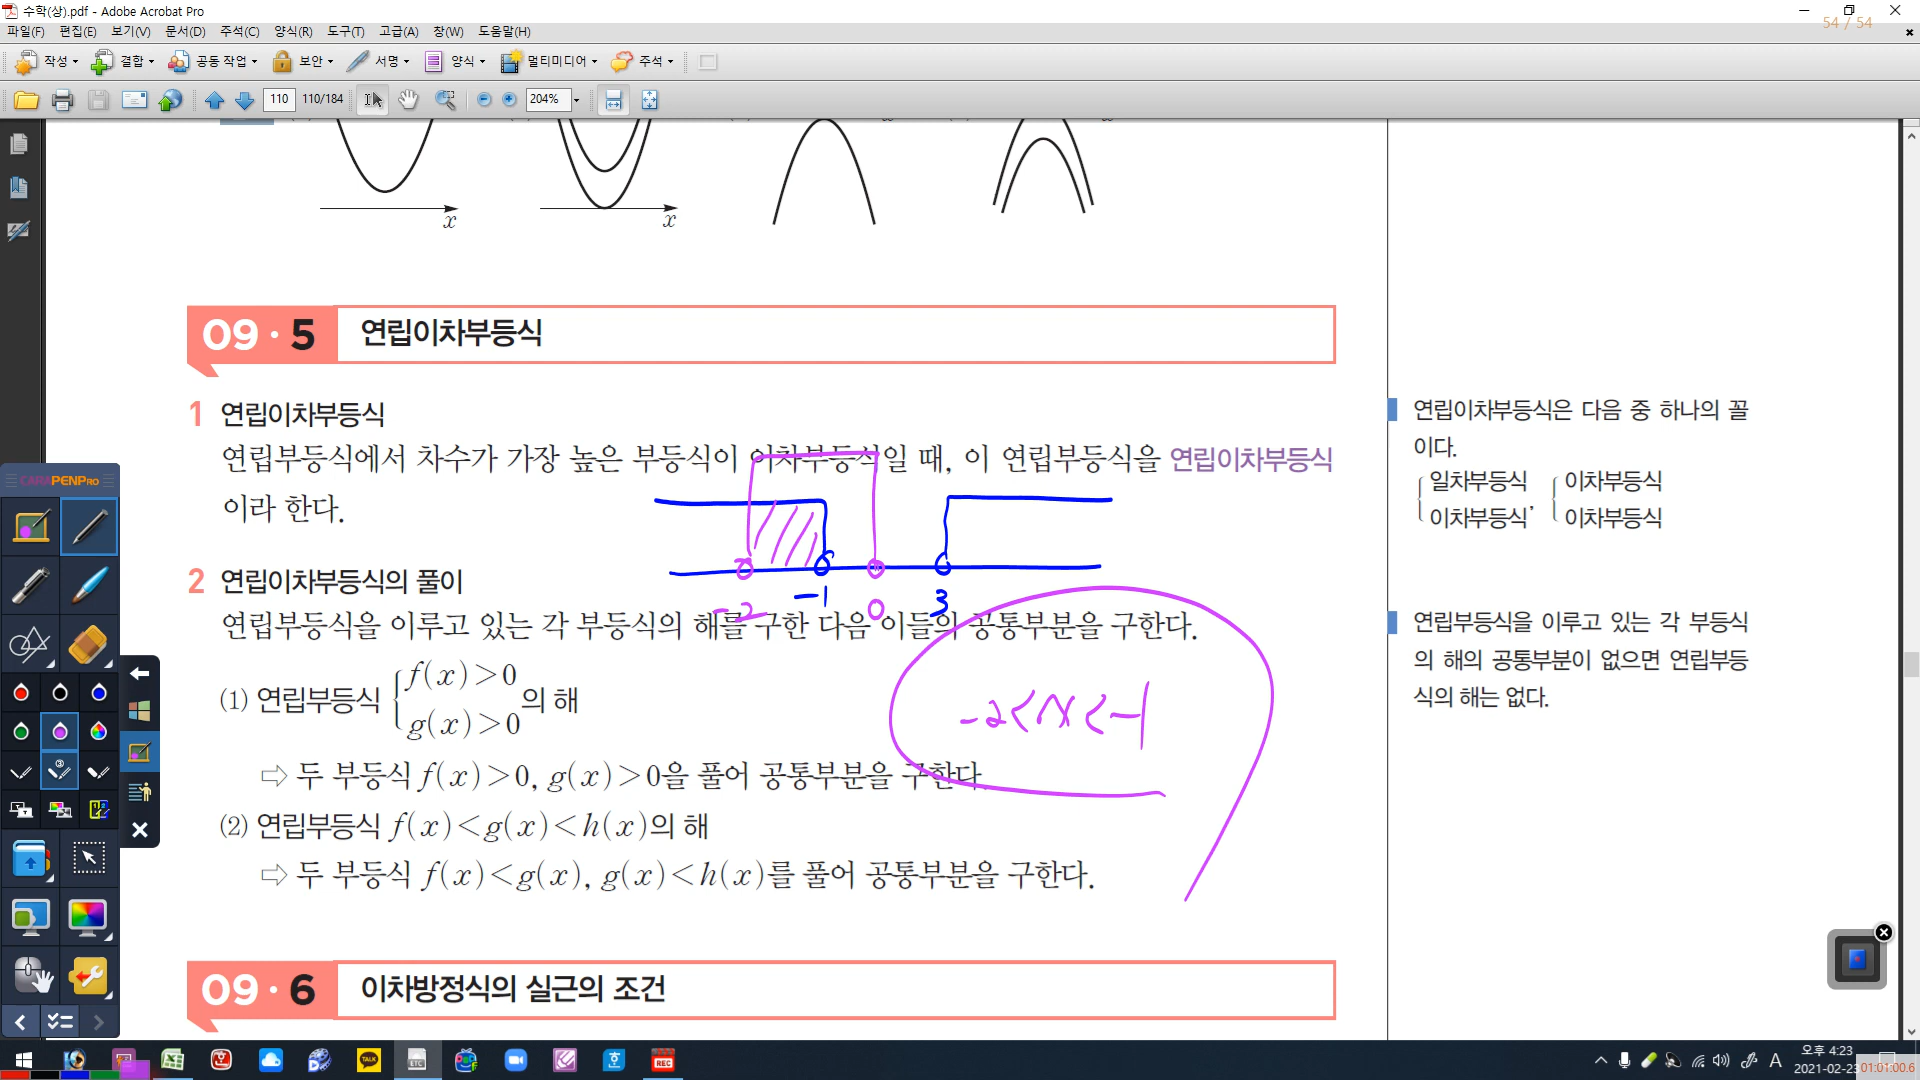 수학(상).pdf - Adobe Acrobat Pro
54 / 54
파일(F) 편집(E) 보기(V) 문서(D) 주석(C) 양식(R) 도구(T) 고급(A) 창(W) 도움말(H)
작성 결합 공동 작업 보안 서명 양식 멀티미디어 주석
110 110/184 204%
x x
09·5 연립이차부등식
1 연립이차부등식
연립부등식에서 차수가 가장 높은 부등식이 이차부등식일 때, 이 연립부등식을 연립이차부등식
이라 한다.
-2 -1 0 3
2 연립이차부등식의 풀이
연립부등식을 이루고 있는 각 부등식의 해를 구한 다음 이들의 공통부분을 구한다.
(1) 연립부등식 { f(x)>0 g(x)>0 의 해
-2<x<-1
⇨ 두 부등식 f(x)>0, g(x)>0을 풀어 공통부분을 구한다.
(2) 연립부등식 f(x)<g(x)<h(x)의 해
⇨ 두 부등식 f(x)<g(x), g(x)<h(x)를 풀어 공통부분을 구한다.
09·6 이차방정식의 실근의 조건
연립이차부등식은 다음 중 하나의 꼴
이다.
{ 일차부등식 이차부등식, { 이차부등식 이차부등식
연립부등식을 이루고 있는 각 부등식
의 해의 공통부분이 없으면 연립부등
식의 해는 없다.
CARAPENPRO
TALK
LTC
REC
A
오후 4:23
2021-02-23
01:01:00.6